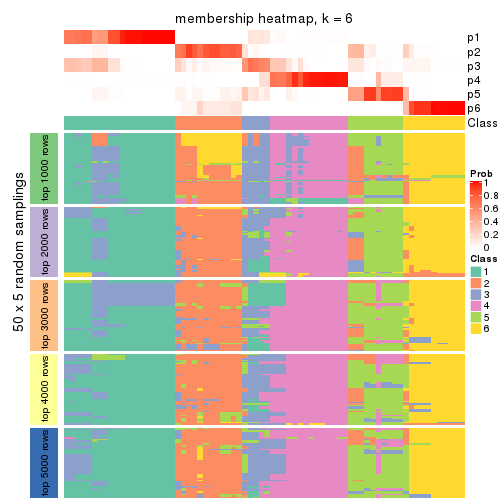 membership heatmap, k = 6
p1
p2
p3
p4
p5
p6
Class
50 x 5 random samplings
top 1000 rows
top 2000 rows
top 3000 rows
top 4000 rows
top 5000 rows
Prob
1
0.8
0.6
0.4
0.2
0
Class
1
2
3
4
5
6